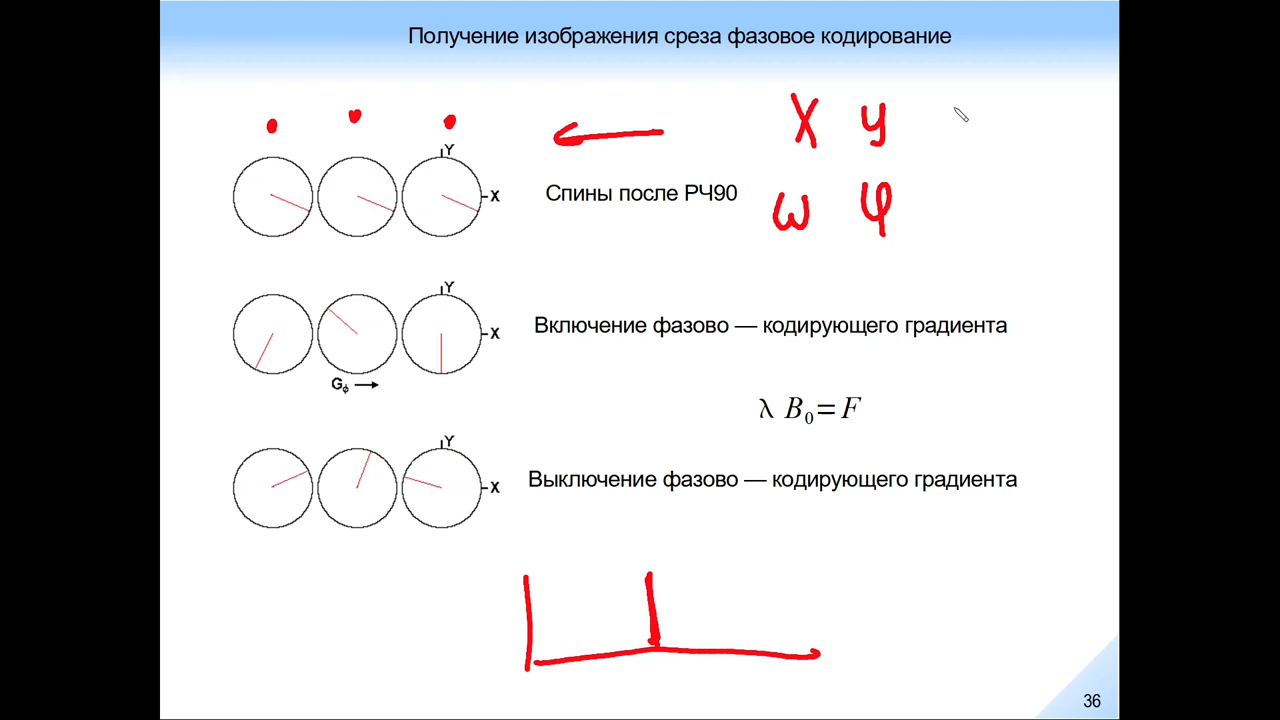 Получение изображения среза фазовое кодирование
X y
Y
X
Спины после РЧ90
ω φ
Y
X
Включение фазово — кодирующего градиента
Gϕ
λ B₀ = F
Y
X
Выключение фазово — кодирующего градиента
36